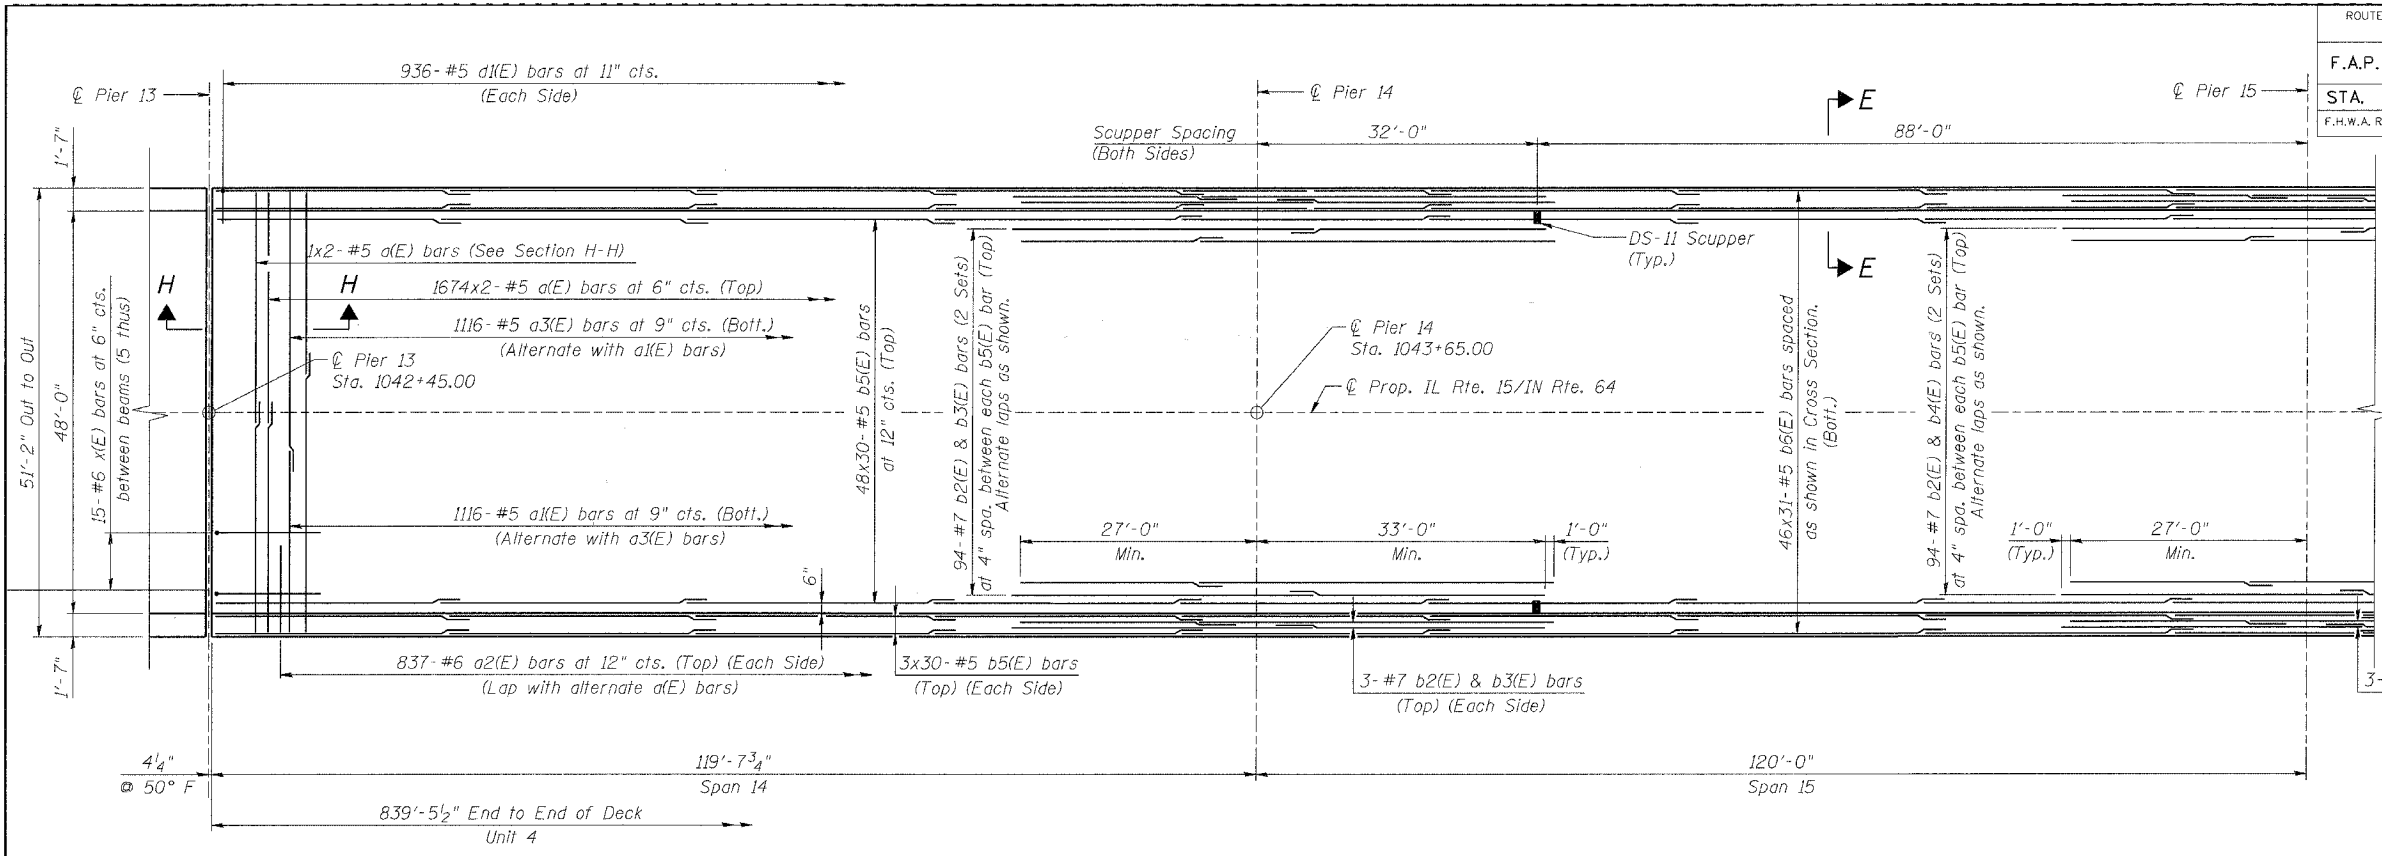 ROUTE
F.A.P.
STA.
F.H.W.A. R
936-#5 d1(E) bars at 11" cts.
(Each Side)
℄ Pier 13
℄ Pier 14
℄ Pier 15
E
Scupper Spacing
(Both Sides)
32'-0"
88'-0"
1'-7"
51'-2" Out to Out
48'-0"
1'-7"
15-#6 x(E) bars at 6" cts.
between beams (5 thus)
1x2-#5 a(E) bars (See Section H-H)
H
H
1674x2-#5 a(E) bars at 6" cts. (Top)
1116-#5 a3(E) bars at 9" cts. (Bott.)
(Alternate with a1(E) bars)
℄ Pier 13
Sta. 1042+45.00
48x30-#5 b5(E) bars
at 12" cts. (Top)
94-#7 b2(E) & b3(E) bars (2 Sets)
at 4" spa. between each b5(E) bar (Top)
Alternate laps as shown.
DS-11 Scupper
(Typ.)
E
℄ Pier 14
Sta. 1043+65.00
℄ Prop. IL Rte. 15/IN Rte. 64
46x31-#5 b6(E) bars spaced
as shown in Cross Section.
(Bott.)
94-#7 b2(E) & b4(E) bars (2 Sets)
at 4" spa. between each b5(E) bar (Top)
Alternate laps as shown.
1116-#5 a1(E) bars at 9" cts. (Bott.)
(Alternate with a3(E) bars)
27'-0"
Min.
33'-0"
Min.
1'-0"
(Typ.)
1'-0"
(Typ.)
27'-0"
Min.
6"
837-#6 a2(E) bars at 12" cts. (Top) (Each Side)
(Lap with alternate a(E) bars)
3x30-#5 b5(E) bars
(Top) (Each Side)
3-#7 b2(E) & b3(E) bars
(Top) (Each Side)
3-
4¼"
@ 50° F
119'-7¾"
Span 14
120'-0"
Span 15
839'-5½" End to End of Deck
Unit 4